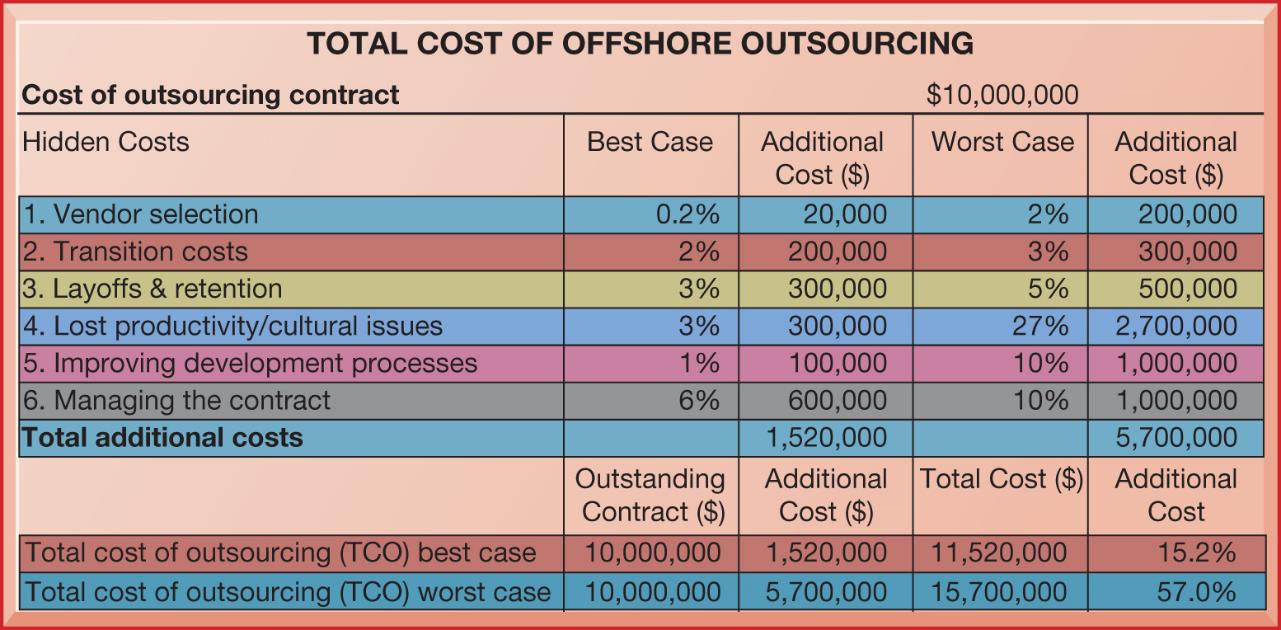 TOTAL COST OF OFFSHORE OUTSOURCING
Cost of outsourcing contract $10,000,000
Hidden Costs Best Case Additional Cost ($) Worst Case Additional Cost ($)
1. Vendor selection 0.2% 20,000 2% 200,000
2. Transition costs 2% 200,000 3% 300,000
3. Layoffs & retention 3% 300,000 5% 500,000
4. Lost productivity/cultural issues 3% 300,000 27% 2,700,000
5. Improving development processes 1% 100,000 10% 1,000,000
6. Managing the contract 6% 600,000 10% 1,000,000
Total additional costs 1,520,000 5,700,000
Outstanding Contract ($) Additional Cost ($) Total Cost ($) Additional Cost
Total cost of outsourcing (TCO) best case 10,000,000 1,520,000 11,520,000 15.2%
Total cost of outsourcing (TCO) worst case 10,000,000 5,700,000 15,700,000 57.0%